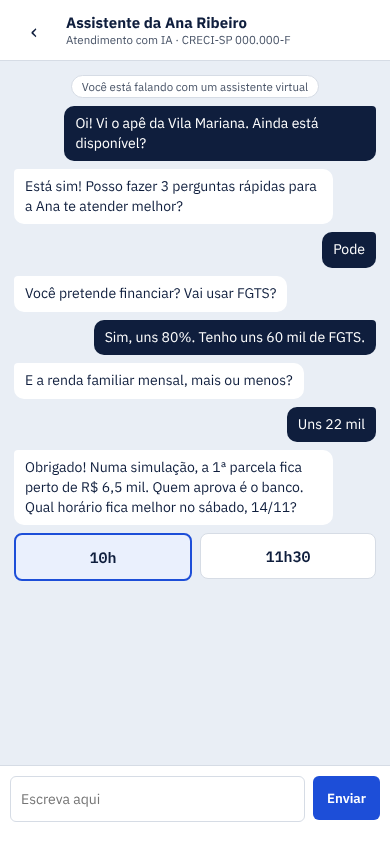 Assistente da Ana Ribeiro
Atendimento com IA · CRECI-SP 000.000-F
Você está falando com um assistente virtual
Oi! Vi o apê da Vila Mariana. Ainda está
disponível?
Está sim! Posso fazer 3 perguntas rápidas para
a Ana te atender melhor?
Pode
Você pretende financiar? Vai usar FGTS?
Sim, uns 80%. Tenho uns 60 mil de FGTS.
E a renda familiar mensal, mais ou menos?
Uns 22 mil
Obrigado! Numa simulação, a 1ª parcela fica
perto de R$ 6,5 mil. Quem aprova é o banco.
Qual horário fica melhor no sábado, 14/11?
10h
11h30
Escreva aqui
Enviar